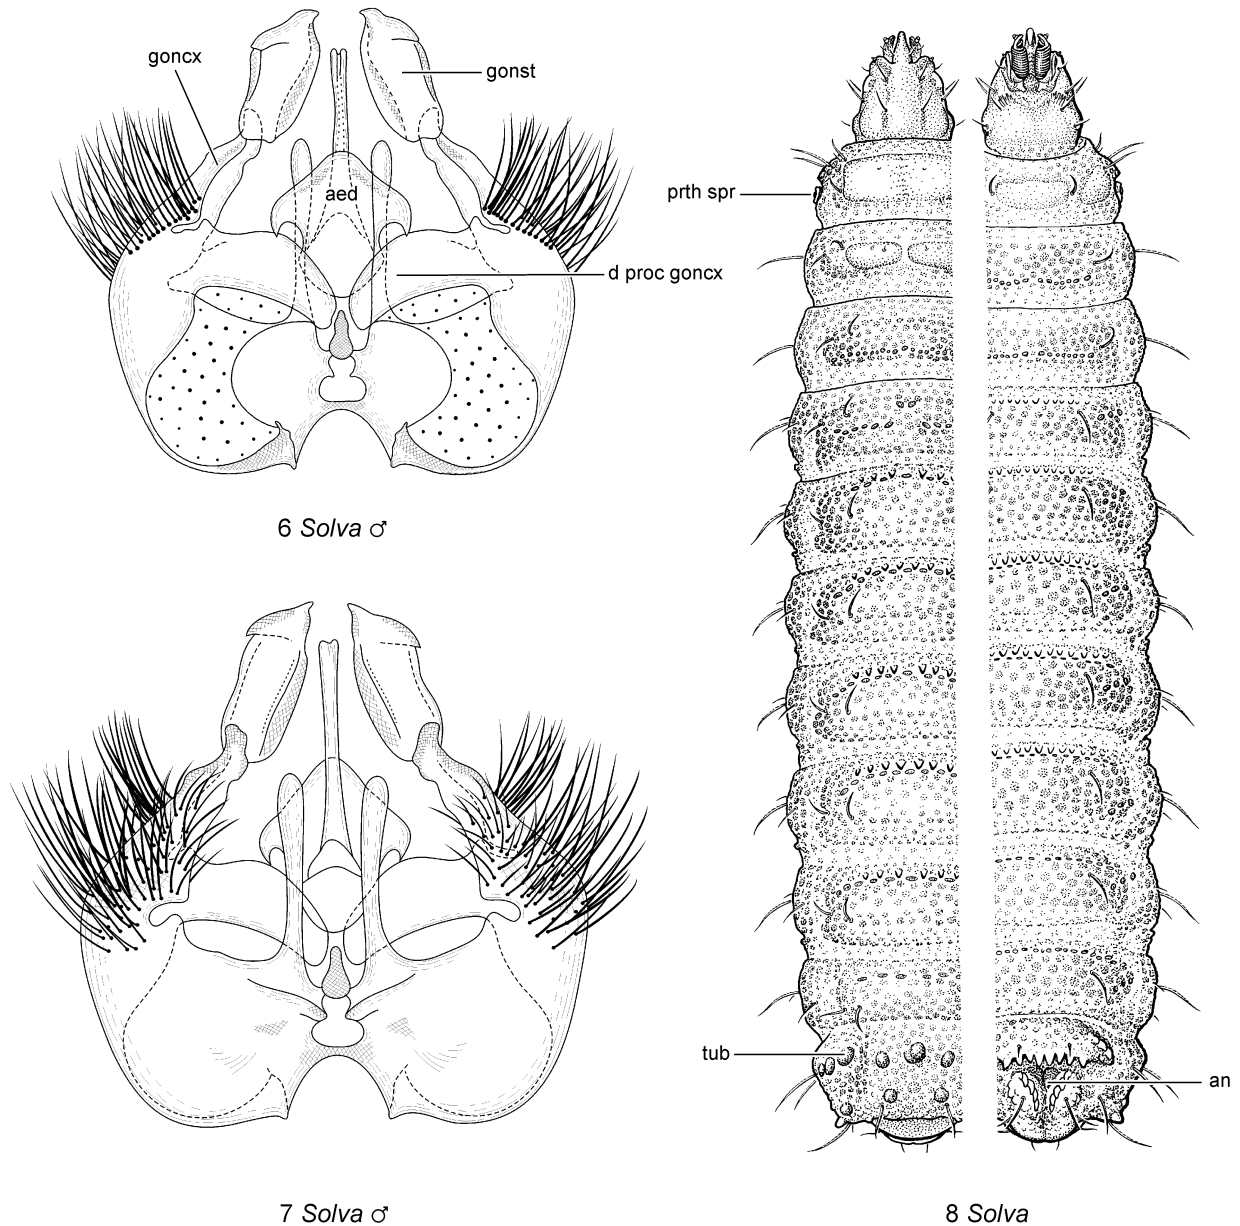 goncx
gonst
aed
d proc goncx
6 Solva ♂
7 Solva ♂
prth spr
tub
an
8 Solva